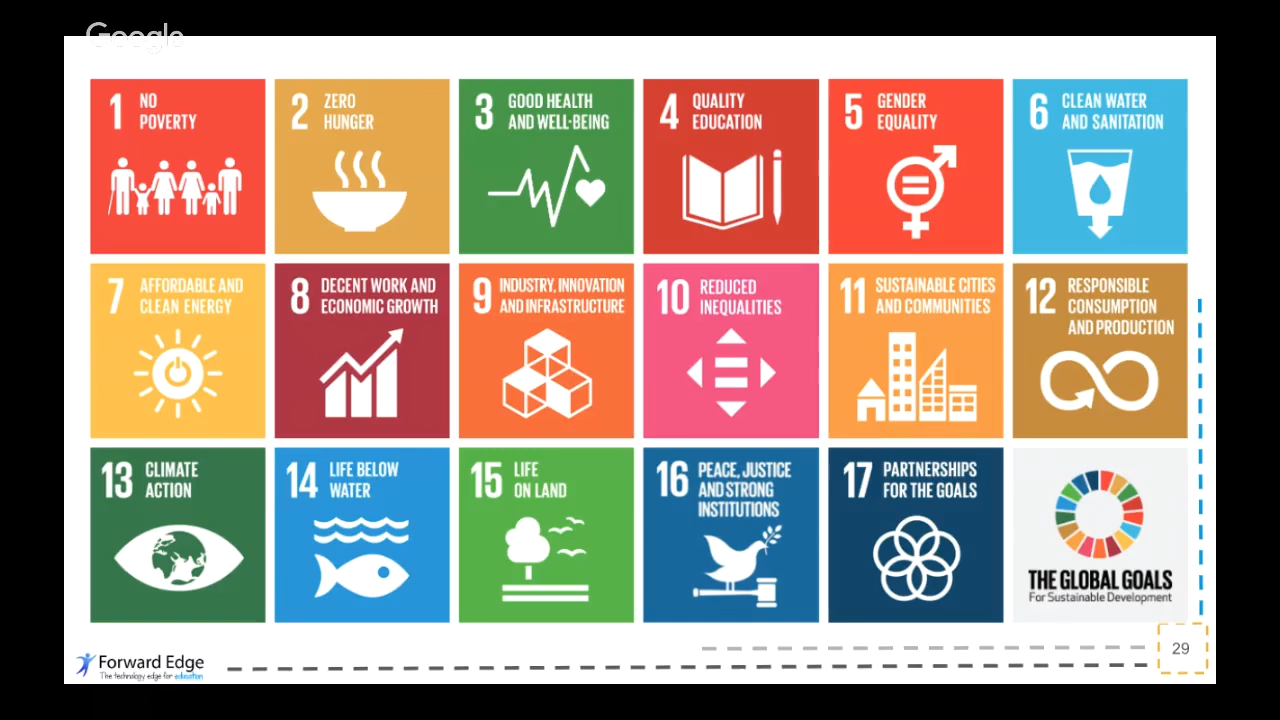 Google
1 NO
POVERTY
2 ZERO
HUNGER
3 GOOD HEALTH
AND WELL-BEING
4 QUALITY
EDUCATION
5 GENDER
EQUALITY
6 CLEAN WATER
AND SANITATION
7 AFFORDABLE AND
CLEAN ENERGY
8 DECENT WORK AND
ECONOMIC GROWTH
9 INDUSTRY, INNOVATION
AND INFRASTRUCTURE
10 REDUCED
INEQUALITIES
11 SUSTAINABLE CITIES
AND COMMUNITIES
12 RESPONSIBLE
CONSUMPTION
AND PRODUCTION
13 CLIMATE
ACTION
14 LIFE BELOW
WATER
15 LIFE
ON LAND
16 PEACE, JUSTICE
AND STRONG
INSTITUTIONS
17 PARTNERSHIPS
FOR THE GOALS
THE GLOBAL GOALS
For Sustainable Development
Forward Edge
The technology edge for education
29